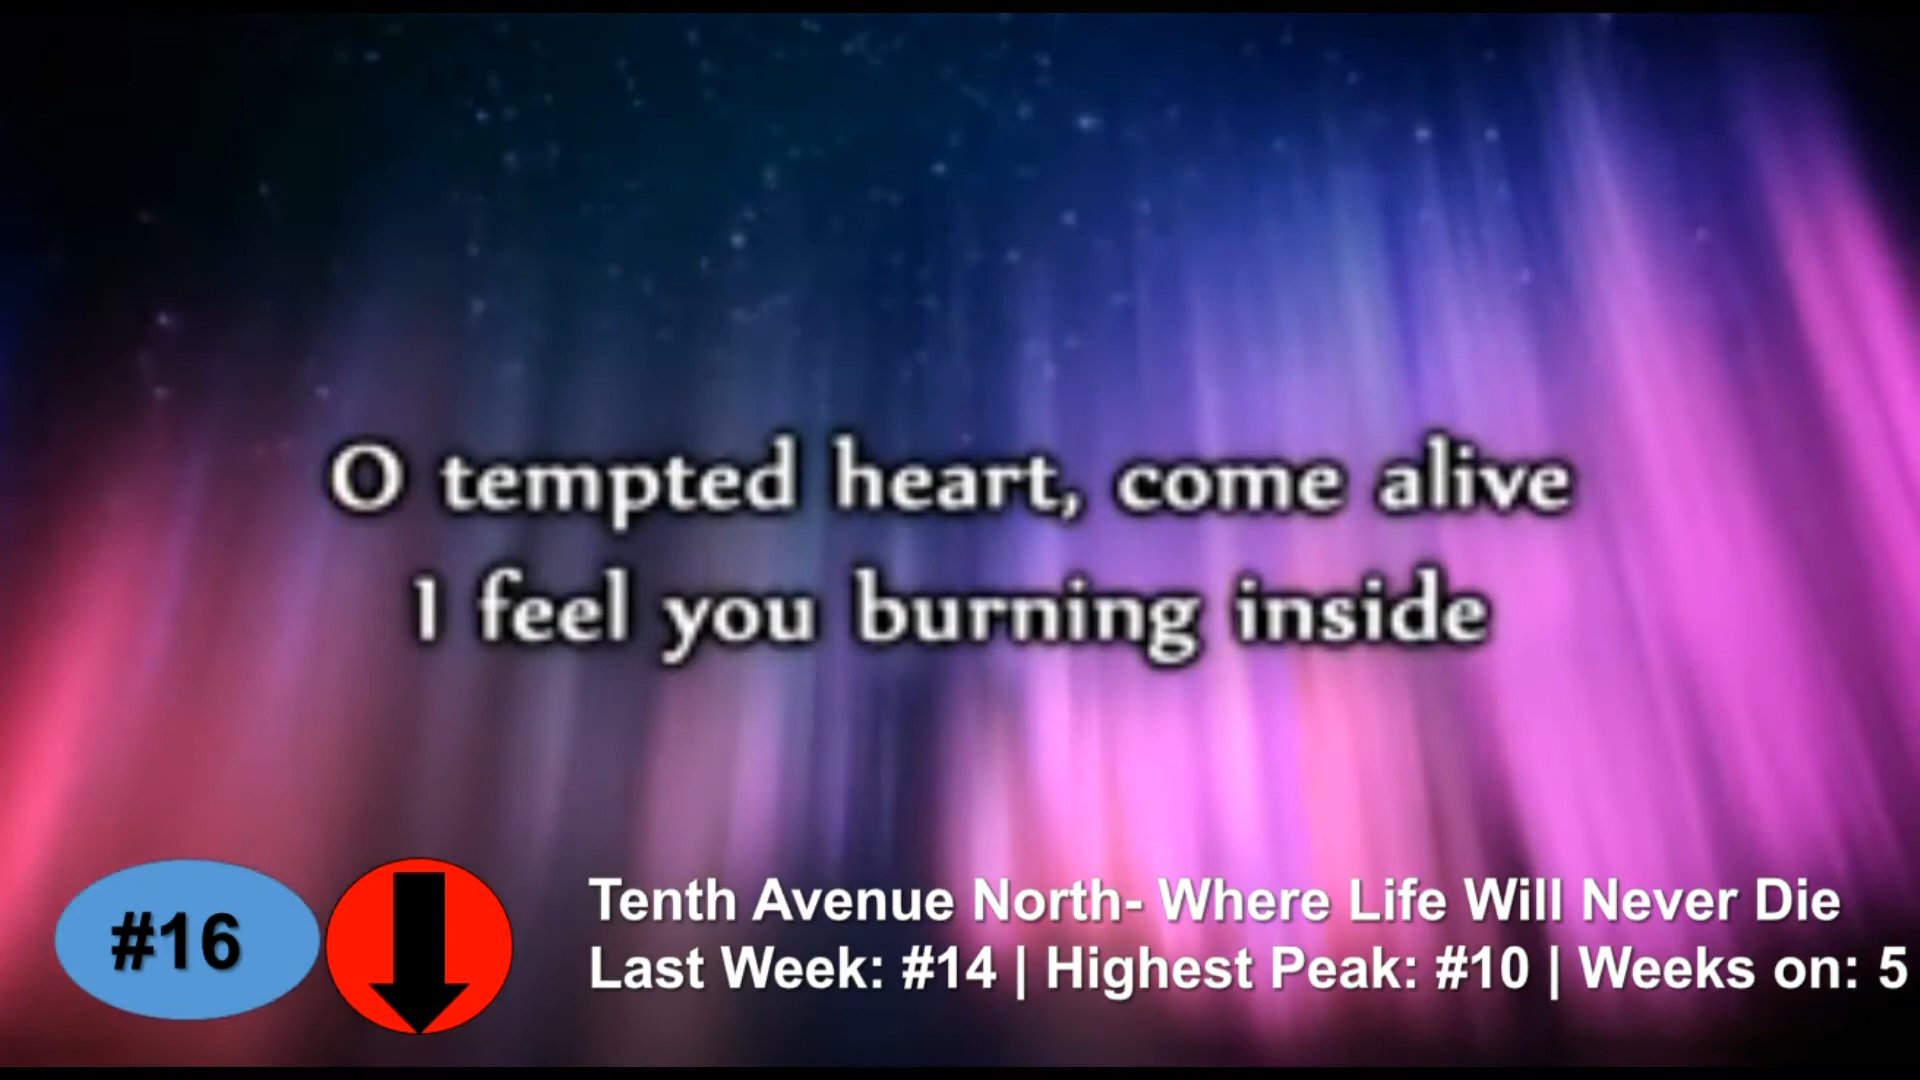 O tempted heart, come alive
I feel you burning inside
#16
Tenth Avenue North- Where Life Will Never Die
Last Week: #14 | Highest Peak: #10 | Weeks on: 5